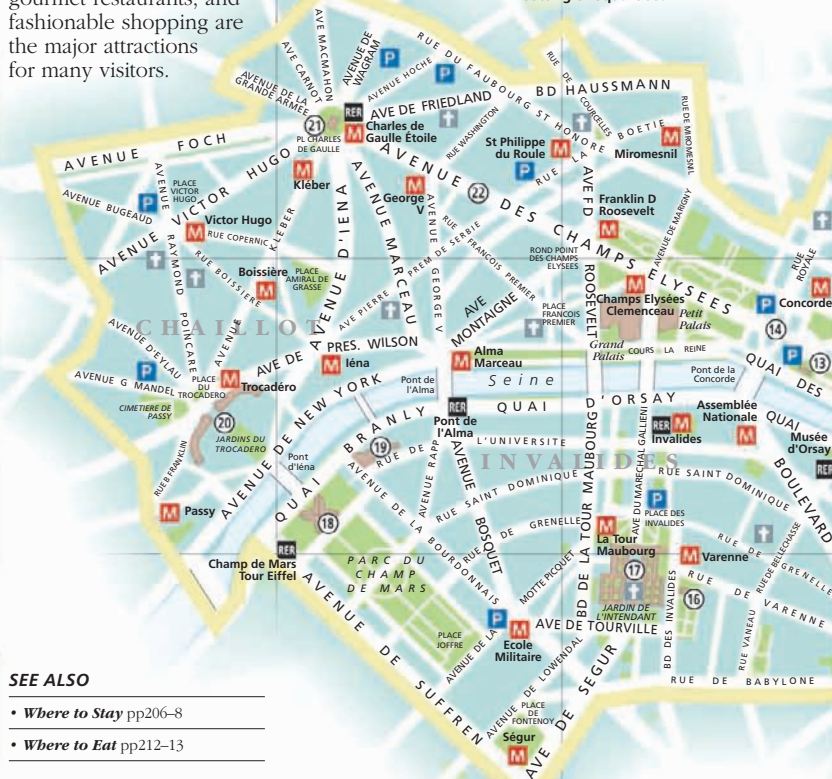 gourmet restaurants, and
fashionable shopping are
the major attractions
for many visitors.
AVE MACMAHON
AVE CARNOT
AVENUE DE WAGRAM
AVENUE HOCHE
AVENUE DE LA GRANDE ARMEE
RUE DU FAUBOURG ST HONORE
RUE DE COURCELLES
BD HAUSSMANN
P
P
RER
AVE DE FRIEDLAND
21
M
Charles de
Gaulle Étoile
PL CHARLES
DE GAULLE
RUE WASHINGTON
RUE LA BOETIE
RUE DE MIROMESNIL
St Philippe
du Roule
M
P
M
Miromesnil
AVENUE FOCH
AVENUE VICTOR HUGO
PLACE
VICTOR
HUGO
P
AVENUE BUGEAUD
M
Kléber
M
George
V
22
AVENUE DES CHAMPS ELYSEES
AVE FD ROOSEVELT
Franklin D
Roosevelt
M
AVENUE DE MARIGNY
M
Victor Hugo
RUE COPERNIC
AVENUE KLEBER
AVENUE D'IENA
AVENUE MARCEAU
AVENUE GEORGE V
RUE FRANCOIS PREMIER
AVE PIERRE PREM DE SERBIE
ROND POINT
DES CHAMPS
ELYSEES
RUE ROYALE
AVENUE RAYMOND POINCARE
RUE BOISSIERE
Boissière
M
PLACE
AMIRAL DE
GRASSE
AVE MONTAIGNE
PLACE
FRANCOIS
PREMIER
M
Champs Elysées
Clemenceau
Petit
Palais
Grand
Palais
P
M
Concorde
14
13
P
CHAILLOT
AVENUE D'EYLAU
AVENUE G MANDEL
P
PLACE
DU
TROCADERO
M
Trocadéro
AVE DE PRES. WILSON
M
Iéna
M
Alma
Marceau
COURS LA REINE
Pont de
l'Alma
Seine
Pont de la
Concorde
QUAI DES
CIMETIERE DE
PASSY
20
JARDINS DU
TROCADERO
AVENUE DE NEW YORK
QUAI BRANLY
19
RER
Pont de
l'Alma
QUAI D'ORSAY
RER
M
Invalides
Assemblée
Nationale
M
QUAI
Musée
d'Orsay
RER
RUE DE L'UNIVERSITE
INVALIDES
Pont
d'Iéna
RUE B FRANKLIN
M
Passy
18
AVENUE RAPP
AVENUE BOSQUET
RUE SAINT DOMINIQUE
RUE SAINT DOMINIQUE
BOULEVARD
AVENUE DE LA BOURDONNAIS
RUE DE GRENELLE
BD DE LA TOUR MAUBOURG
AVE DU MARECHAL GALLIENI
P
PLACE DES
INVALIDES
M
La Tour
Maubourg
RER
Champ de Mars
Tour Eiffel
PARC DU
CHAMP
DE MARS
17
M
Varenne
RUE DE GRENELLE
RUE DE BELLECHASSE
RUE DE VARENNE
16
JARDIN DE
L'INTENDANT
BD DES INVALIDES
RUE VANEAU
AVENUE DE SUFFREN
PLACE
JOFFRE
AVENUE DE LA MOTTE PICQUET
P
M
Ecole
Militaire
AVE DE TOURVILLE
AVENUE DE LOWENDAL
PLACE
DE
FONTENOY
AVE DE SEGUR
Ségur
M
RUE DE BABYLONE
SEE ALSO
• Where to Stay pp206–8
• Where to Eat pp212–13